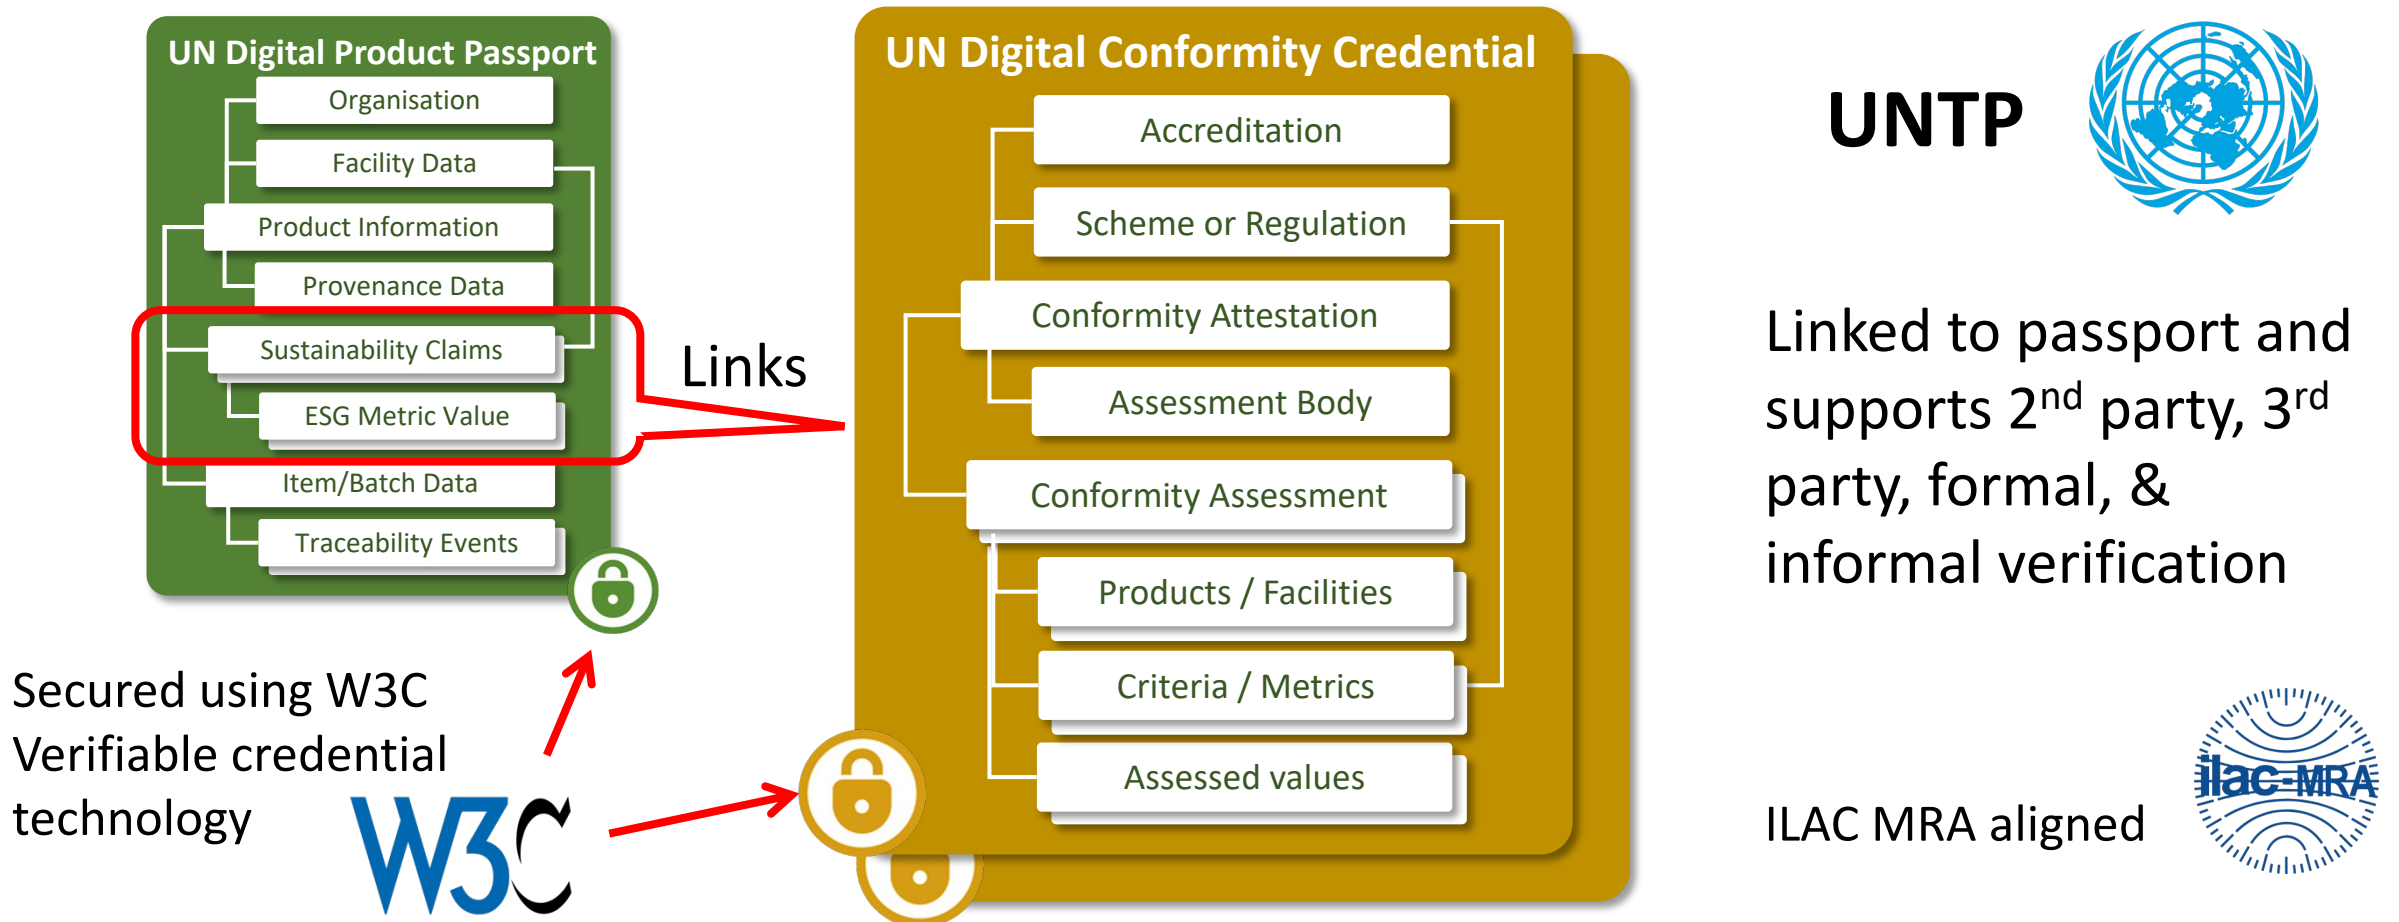 UN Digital Product Passport
Organisation
Facility Data
Product Information
Provenance Data
Sustainability Claims
ESG Metric Value
Item/Batch Data
Traceability Events
Links
Secured using W3C
Verifiable credential
technology
W3C
UN Digital Conformity Credential
Accreditation
Scheme or Regulation
Conformity Attestation
Assessment Body
Conformity Assessment
Products / Facilities
Criteria / Metrics
Assessed values
UNTP
Linked to passport and
supports 2nd party, 3rd
party, formal, &
informal verification
ILAC MRA aligned
ilac-MRA